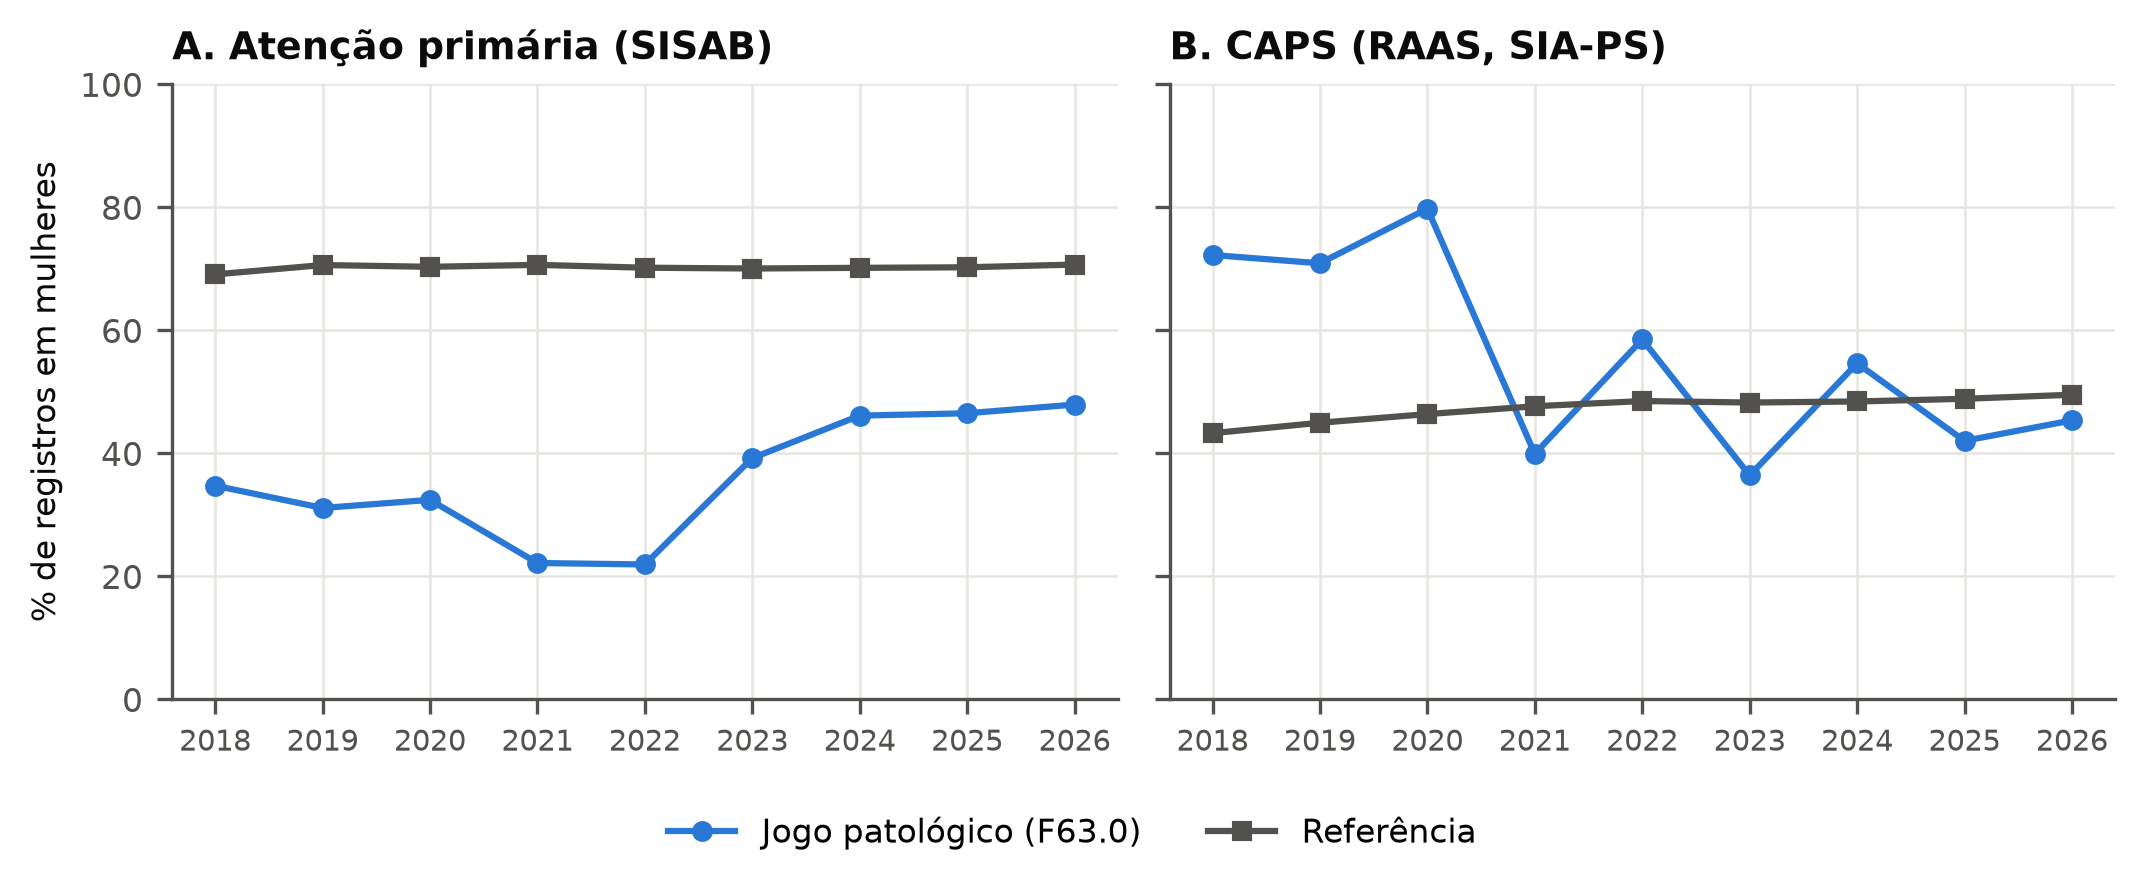 A. Atenção primária (SISAB)
B. CAPS (RAAS, SIA-PS)
% de registros em mulheres
100
80
60
40
20
0
2018 2019 2020 2021 2022 2023 2024 2025 2026
2018 2019 2020 2021 2022 2023 2024 2025 2026
Jogo patológico (F63.0)
Referência